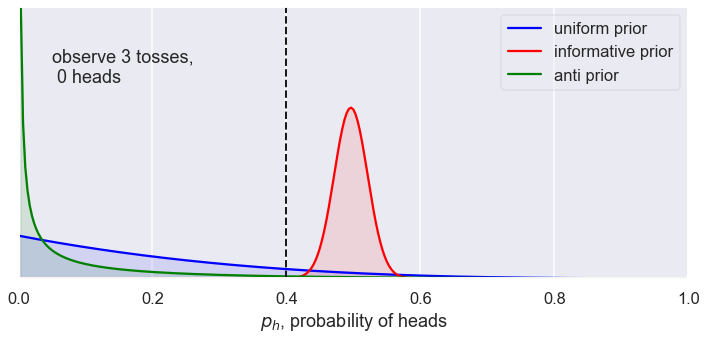 observe 3 tosses,
0 heads
uniform prior
informative prior
anti prior
0.0 0.2 0.4 0.6 0.8 1.0
p_h, probability of heads